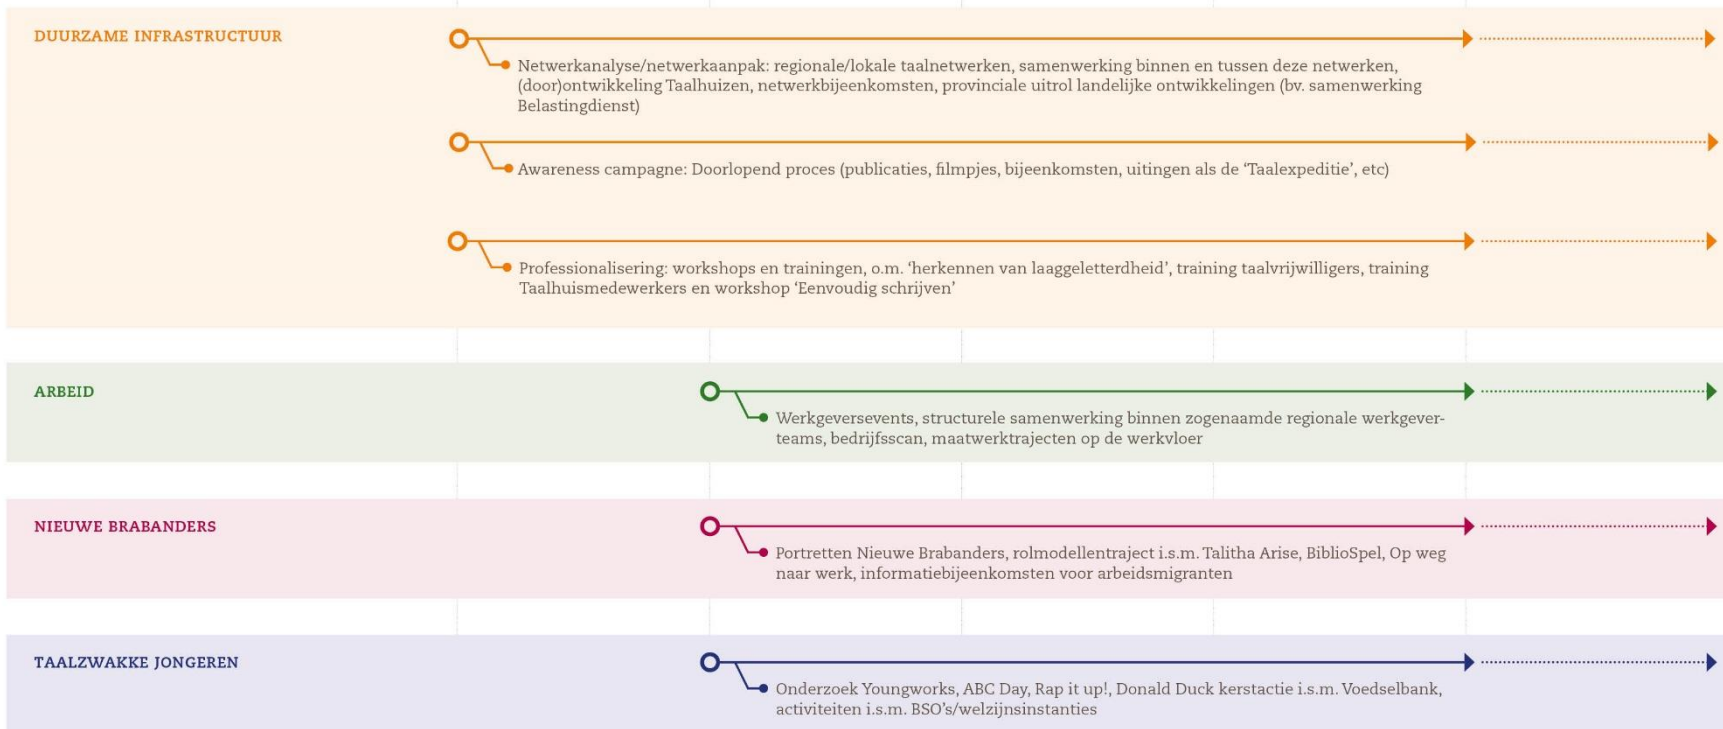 DUURZAME INFRASTRUCTUUR
Netwerkanalyse/netwerkaanpak: regionale/lokale taalnetwerken, samenwerking binnen en tussen deze netwerken,
(door)ontwikkeling Taalhuizen, netwerkbijeenkomsten, provinciale uitrol landelijke ontwikkelingen (bv. samenwerking
Belastingdienst)
Awareness campagne: Doorlopend proces (publicaties, filmpjes, bijeenkomsten, uitingen als de ‘Taalexpeditie’, etc)
Professionalisering: workshops en trainingen, o.m. ‘herkennen van laaggeletterdheid’, training taalvrijwilligers, training
Taalhuismedewerkers en workshop ‘Eenvoudig schrijven’
ARBEID
Werkgeversevents, structurele samenwerking binnen zogenaamde regionale werkgever-
teams, bedrijfsscan, maatwerktrajecten op de werkvloer
NIEUWE BRABANDERS
Portretten Nieuwe Brabanders, rolmodellentraject i.s.m. Talitha Arise, BiblioSpel, Op weg
naar werk, informatiebijeenkomsten voor arbeidsmigranten
TAALZWAKKE JONGEREN
Onderzoek Youngworks, ABC Day, Rap it up!, Donald Duck kerstactie i.s.m. Voedselbank,
activiteiten i.s.m. BSO’s/welzijnsinstanties